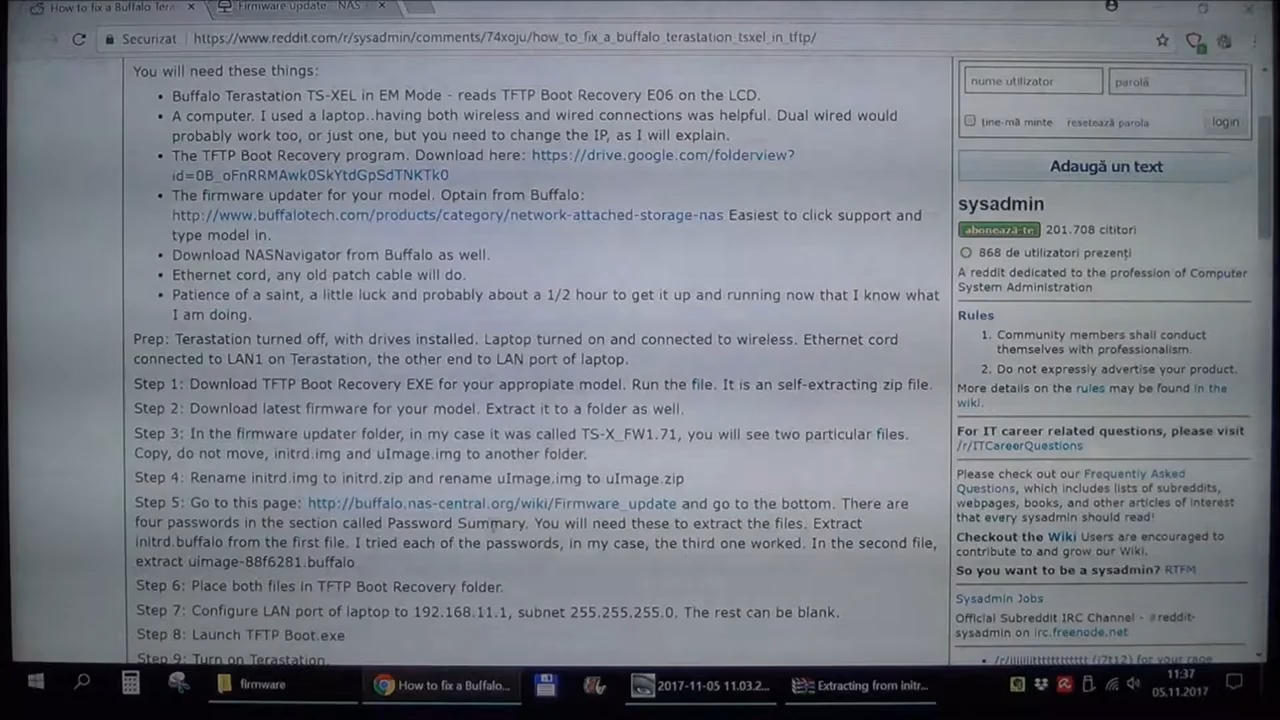 How to fix a Buffalo Tera
Firmware update - NAS
Securizat
https://www.reddit.com/r/sysadmin/comments/74xoju/how_to_fix_a_buffalo_terastation_tsxel_in_tftp/
You will need these things:
Buffalo Terastation TS-XEL in EM Mode - reads TFTP Boot Recovery E06 on the LCD.
A computer. I used a laptop..having both wireless and wired connections was helpful. Dual wired would
probably work too, or just one, but you need to change the IP, as I will explain.
The TFTP Boot Recovery program. Download here: https://drive.google.com/folderview?
id=0B_oFnRRMAwk0SkYtdGpSdTNKTk0
The firmware updater for your model. Optain from Buffalo:
http://www.buffalotech.com/products/category/network-attached-storage-nas Easiest to click support and
type model in.
Download NASNavigator from Buffalo as well.
Ethernet cord, any old patch cable will do.
Patience of a saint, a little luck and probably about a 1/2 hour to get it up and running now that I know what
I am doing.
Prep: Terastation turned off, with drives installed. Laptop turned on and connected to wireless. Ethernet cord
connected to LAN1 on Terastation, the other end to LAN port of laptop.
Step 1: Download TFTP Boot Recovery EXE for your appropiate model. Run the file. It is an self-extracting zip file.
Step 2: Download latest firmware for your model. Extract it to a folder as well.
Step 3: In the firmware updater folder, in my case it was called TS-X_FW1.71, you will see two particular files.
Copy, do not move, initrd.img and uImage.img to another folder.
Step 4: Rename initrd.img to initrd.zip and rename uImage.img to uImage.zip
Step 5: Go to this page: http://buffalo.nas-central.org/wiki/Firmware_update and go to the bottom. There are
four passwords in the section called Password Summary. You will need these to extract the files. Extract
initrd.buffalo from the first file. I tried each of the passwords, in my case, the third one worked. In the second file,
extract uimage-88f6281.buffalo
Step 6: Place both files in TFTP Boot Recovery folder.
Step 7: Configure LAN port of laptop to 192.168.11.1, subnet 255.255.255.0. The rest can be blank.
Step 8: Launch TFTP Boot.exe
Step 9: Turn on Terastation.
nume utilizator
parolă
ține-mă minte
resetează parola
login
Adaugă un text
sysadmin
abonează-te 201.708 cititori
868 de utilizatori prezenți
A reddit dedicated to the profession of Computer
System Administration
Rules
1. Community members shall conduct
themselves with professionalism.
2. Do not expressly advertise your product.
More details on the rules may be found in the
wiki.
For IT career related questions, please visit
/r/ITCareerQuestions
Please check out our Frequently Asked
Questions, which includes lists of subreddits,
webpages, books, and other articles of interest
that every sysadmin should read!
Checkout the Wiki Users are encouraged to
contribute to and grow our Wiki.
So you want to be a sysadmin? RTFM
Sysadmin Jobs
Official Subreddit IRC Channel - #reddit-
sysadmin on irc.freenode.net
for your rage
firmware
How to fix a Buffalo...
2017-11-05 11.03.2...
Extracting from initr...
11:37
05.11.2017